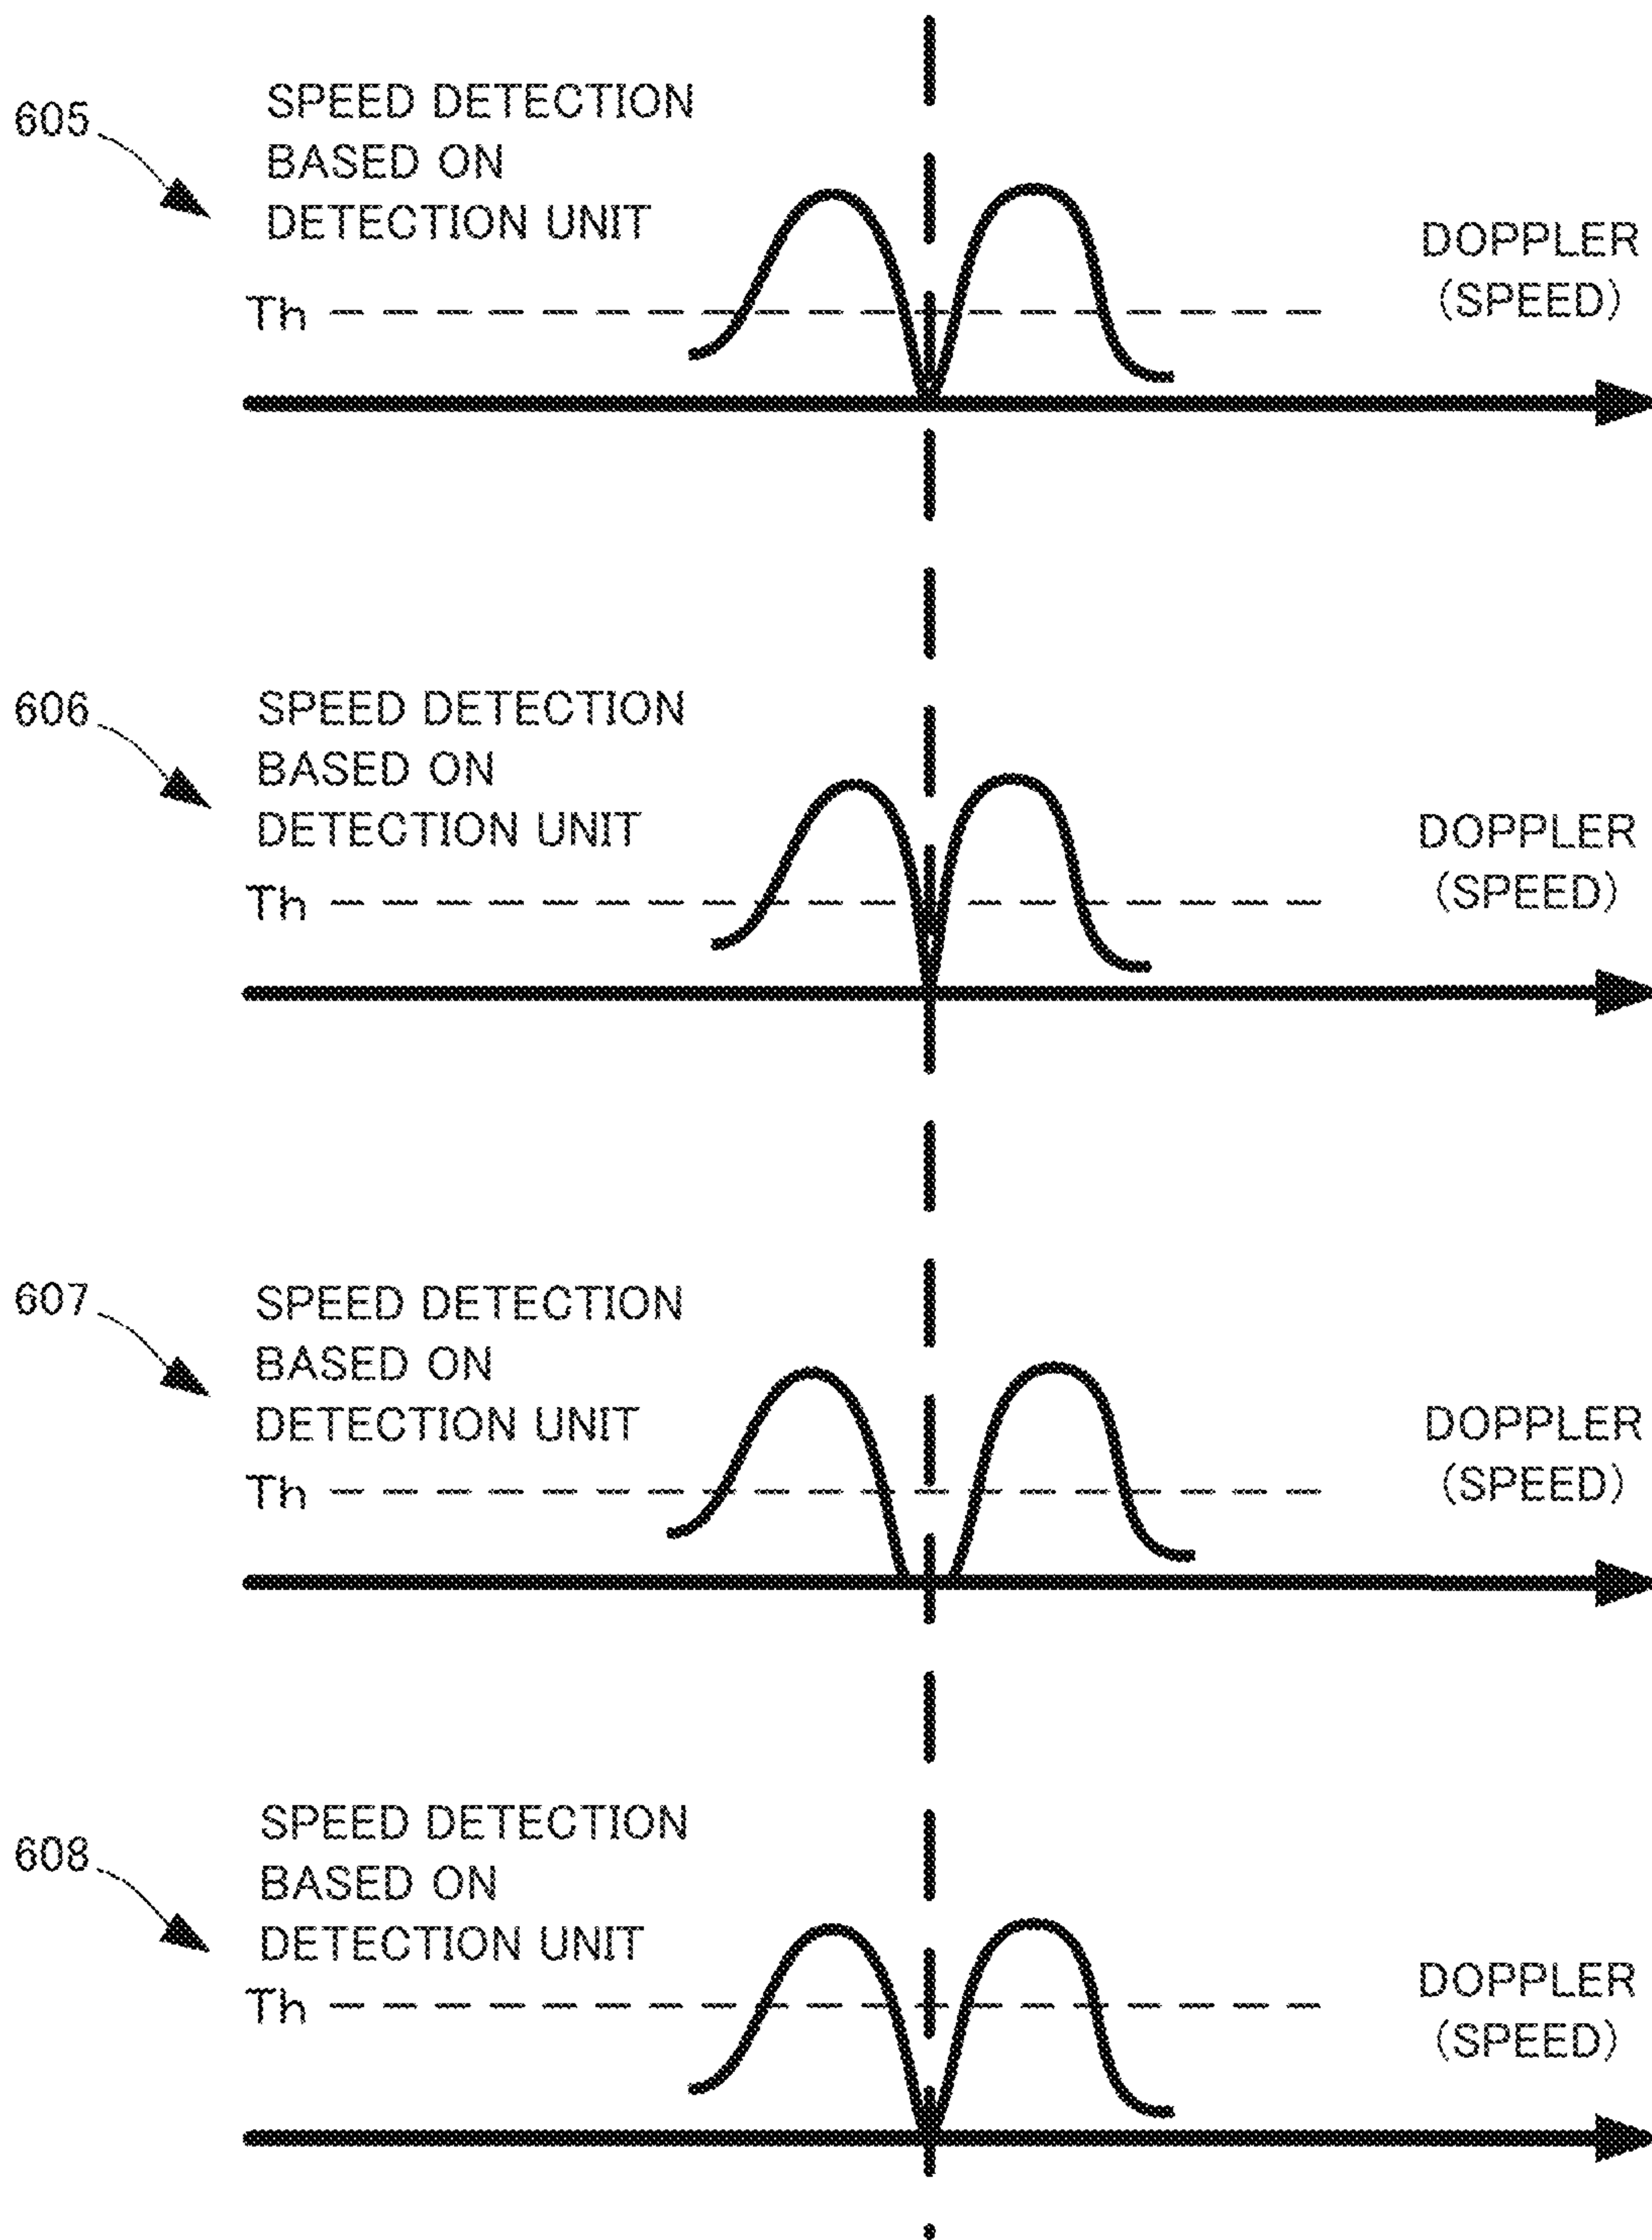 605
SPEED DETECTION
BASED ON
DETECTION UNIT
DOPPLER
(SPEED)
Th
606
SPEED DETECTION
BASED ON
DETECTION UNIT
DOPPLER
(SPEED)
Th
607
SPEED DETECTION
BASED ON
DETECTION UNIT
DOPPLER
(SPEED)
Th
608
SPEED DETECTION
BASED ON
DETECTION UNIT
DOPPLER
(SPEED)
Th